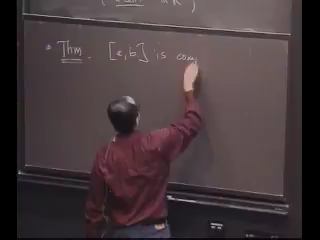 • Thm. [a,b] is com